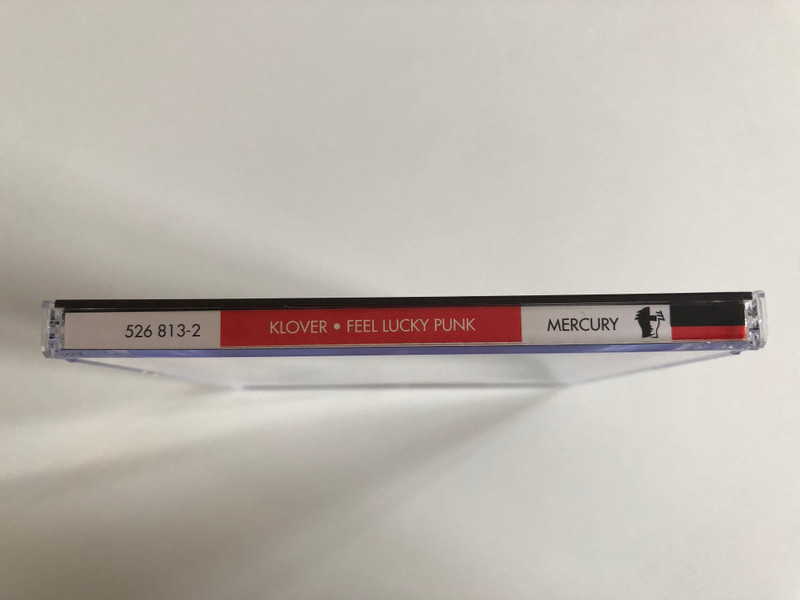 526 813-2 KLOVER • FEEL LUCKY PUNK MERCURY